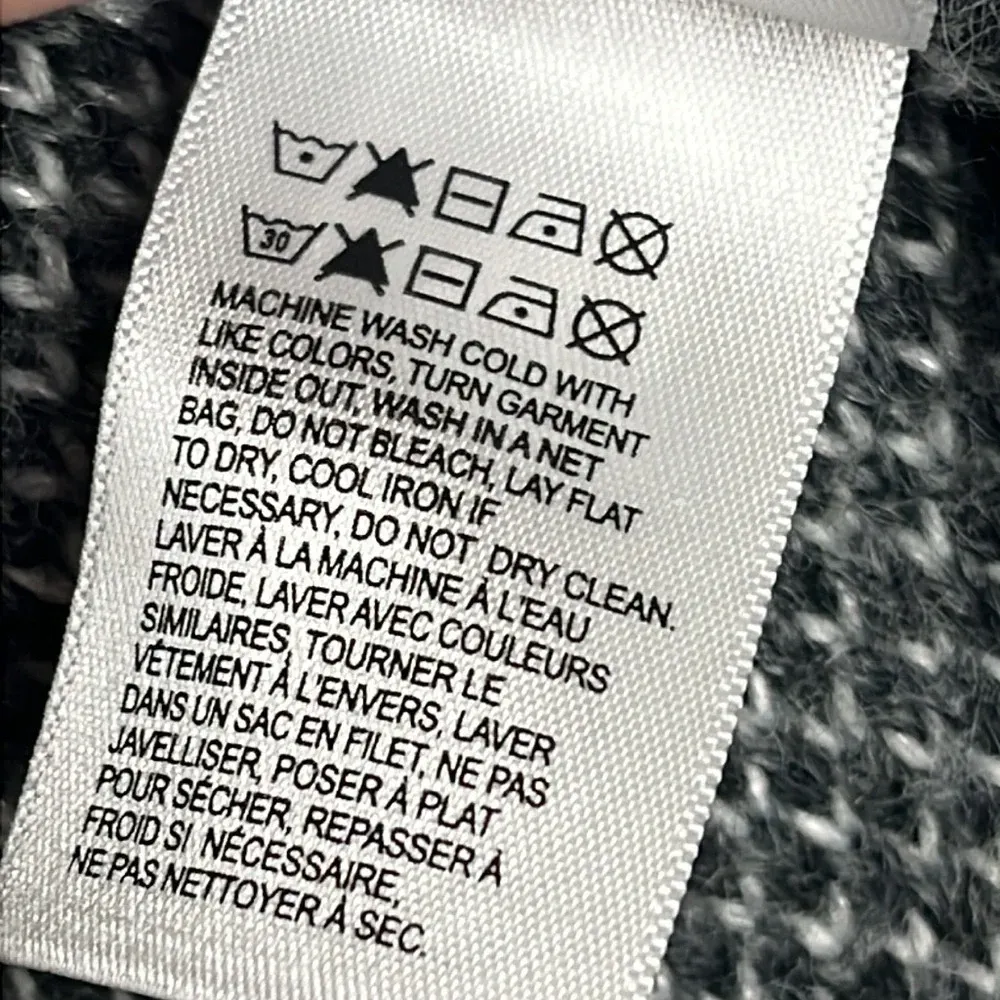 30
MACHINE WASH COLD WITH
LIKE COLORS, TURN GARMENT
INSIDE OUT, WASH IN A NET
BAG, DO NOT BLEACH, LAY FLAT
TO DRY, COOL IRON IF
NECESSARY, DO NOT DRY CLEAN.
LAVER À LA MACHINE À L'EAU
FROIDE, LAVER AVEC COULEURS
SIMILAIRES, TOURNER LE
VÊTEMENT À L'ENVERS, LAVER
DANS UN SAC EN FILET, NE PAS
JAVELLISER, POSER À PLAT
POUR SÉCHER, REPASSER À
FROID SI NÉCESSAIRE,
NE PAS NETTOYER À SEC.